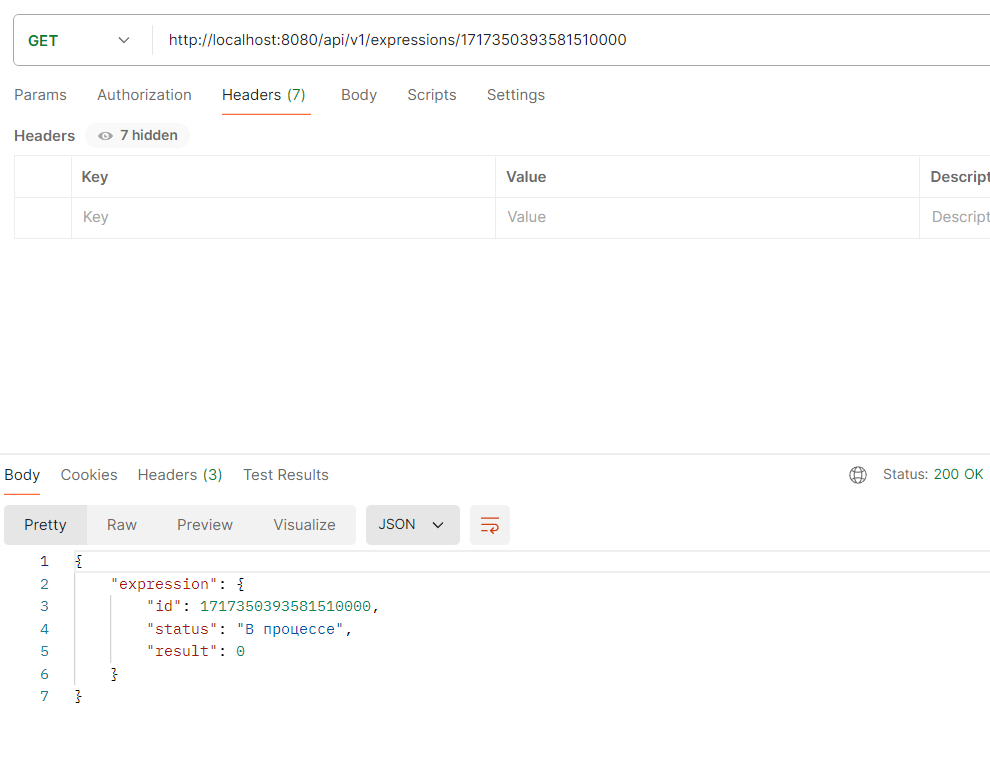 GET http://localhost:8080/api/v1/expressions/1717350393581510000
Params Authorization Headers (7) Body Scripts Settings
Headers 7 hidden
Key Value Descript
Key Value Descript
Body Cookies Headers (3) Test Results Status: 200 OK
Pretty Raw Preview Visualize JSON
1 {
2 "expression": {
3 "id": 1717350393581510000,
4 "status": "В процессе",
5 "result": 0
6 }
7 }